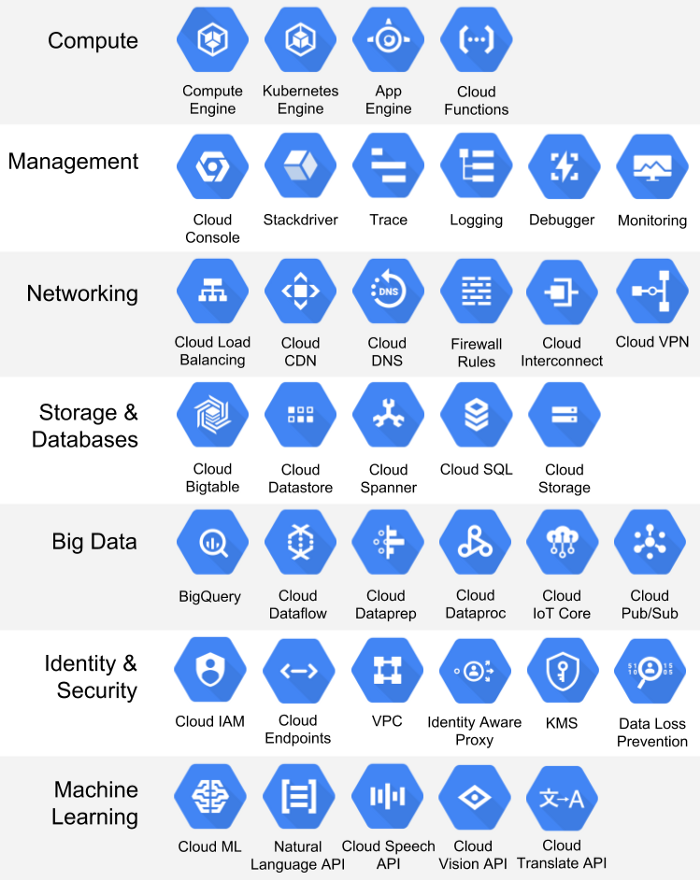 Compute
Compute
Engine
Kubernetes
Engine
App
Engine
Cloud
Functions
Management
Cloud
Console
Stackdriver
Trace
Logging
Debugger
Monitoring
Networking
DNS
Cloud Load
Balancing
Cloud
CDN
Cloud
DNS
Firewall
Rules
Cloud
Interconnect
Cloud VPN
Storage &
Databases
Cloud
Bigtable
Cloud
Datastore
Cloud
Spanner
Cloud SQL
Cloud
Storage
Big Data
BigQuery
Cloud
Dataflow
Cloud
Dataprep
Cloud
Dataproc
Cloud
IoT Core
Cloud
Pub/Sub
Identity &
Security
Cloud IAM
Cloud
Endpoints
VPC
Identity Aware
Proxy
KMS
Data Loss
Prevention
Machine
Learning
文→A
Cloud ML
Natural
Language API
Cloud Speech
API
Cloud
Vision API
Cloud
Translate API